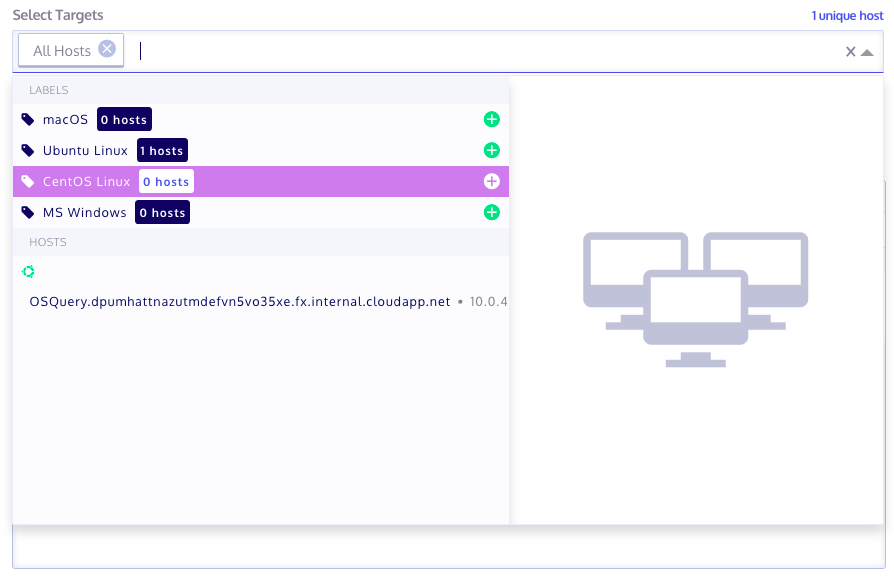 Select Targets
1 unique host
All Hosts
LABELS
macOS 0 hosts
Ubuntu Linux 1 hosts
CentOS Linux 0 hosts
MS Windows 0 hosts
HOSTS
OSQuery.dpumhattnazutmdefvn5vo35xe.fx.internal.cloudapp.net • 10.0.4